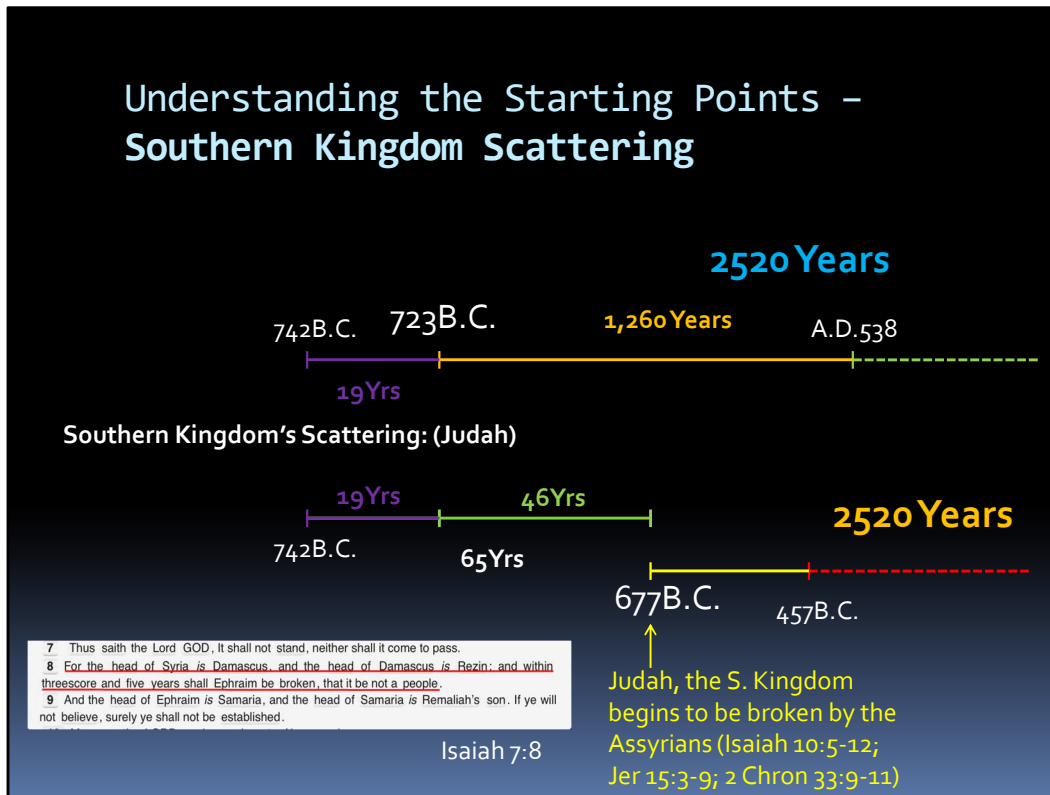 Understanding the Starting Points –
Southern Kingdom Scattering
2520 Years
742B.C.
723B.C.
1,260 Years
A.D.538
19Yrs
Southern Kingdom’s Scattering: (Judah)
19Yrs
46Yrs
2520 Years
742B.C.
65Yrs
677B.C.
457B.C.
7 Thus saith the Lord GOD, It shall not stand, neither shall it come to pass.
8 For the head of Syria is Damascus, and the head of Damascus is Rezin; and within
threescore and five years shall Ephraim be broken, that it be not a people.
9 And the head of Ephraim is Samaria, and the head of Samaria is Remaliah's son. If ye will
not believe, surely ye shall not be established.
Isaiah 7:8
Judah, the S. Kingdom
begins to be broken by the
Assyrians (Isaiah 10:5-12;
Jer 15:3-9; 2 Chron 33:9-11)